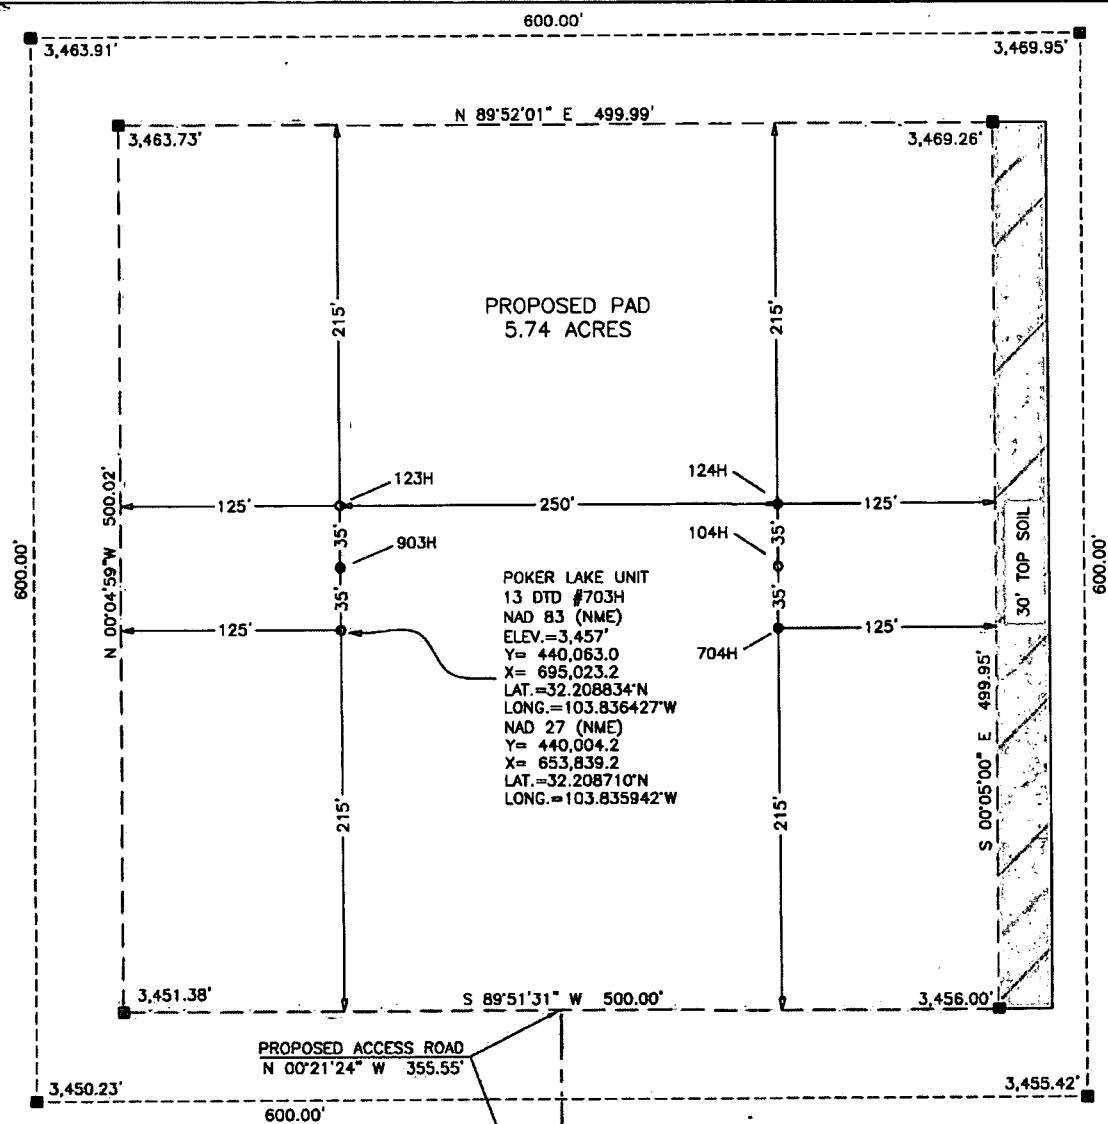 600.00'
3,463.91'
3,469.95'
N 89°52'01" E 499.99'
3,463.73'
3,469.26'
215'
215'
PROPOSED PAD
5.74 ACRES
123H
124H
125'
250'
125'
N 00°04'59"W 500.02'
35'
35'
903H
104H
30' TOP SOIL
600.00'
600.00'
35'
35'
125'
125'
704H
POKER LAKE UNIT
13 DTD #703H
NAD 83 (NME)
ELEV.=3,457'
Y= 440,063.0
X= 695,023.2
LAT.=32.208834°N
LONG.=103.836427°W
NAD 27 (NME)
Y= 440,004.2
X= 653,839.2
LAT.=32.208710°N
LONG.=103.835942°W
S 00°05'00" E 499.95'
215'
215'
3,451.38'
S 89°51'31" W 500.00'
3,456.00'
PROPOSED ACCESS ROAD
N 00°21'24" W 355.55'
3,450.23'
3,455.42'
600.00'